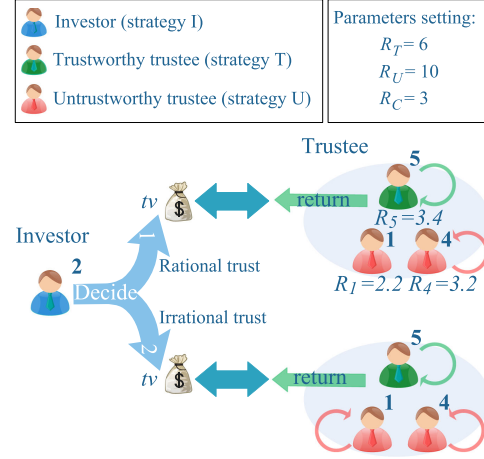 Investor (strategy I)
Trustworthy trustee (strategy T)
Untrustworthy trustee (strategy U)
Parameters setting:
R_T = 6
R_U = 10
R_C = 3
Trustee
5
tv
$
return
R_5=3.4
1
4
R_1=2.2
R_4=3.2
Investor
2
Decide
1
Rational trust
Irrational trust
2
tv
$
return
5
1
4